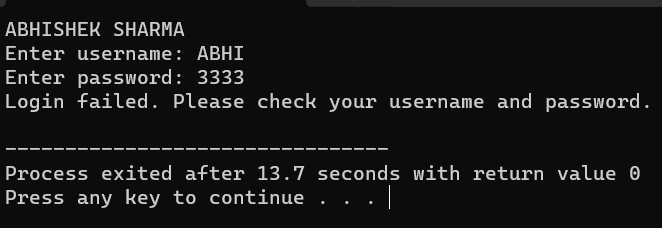 ABHISHEK SHARMA
Enter username: ABHI
Enter password: 3333
Login failed. Please check your username and password.
--------------------------------
Process exited after 13.7 seconds with return value 0
Press any key to continue . . .